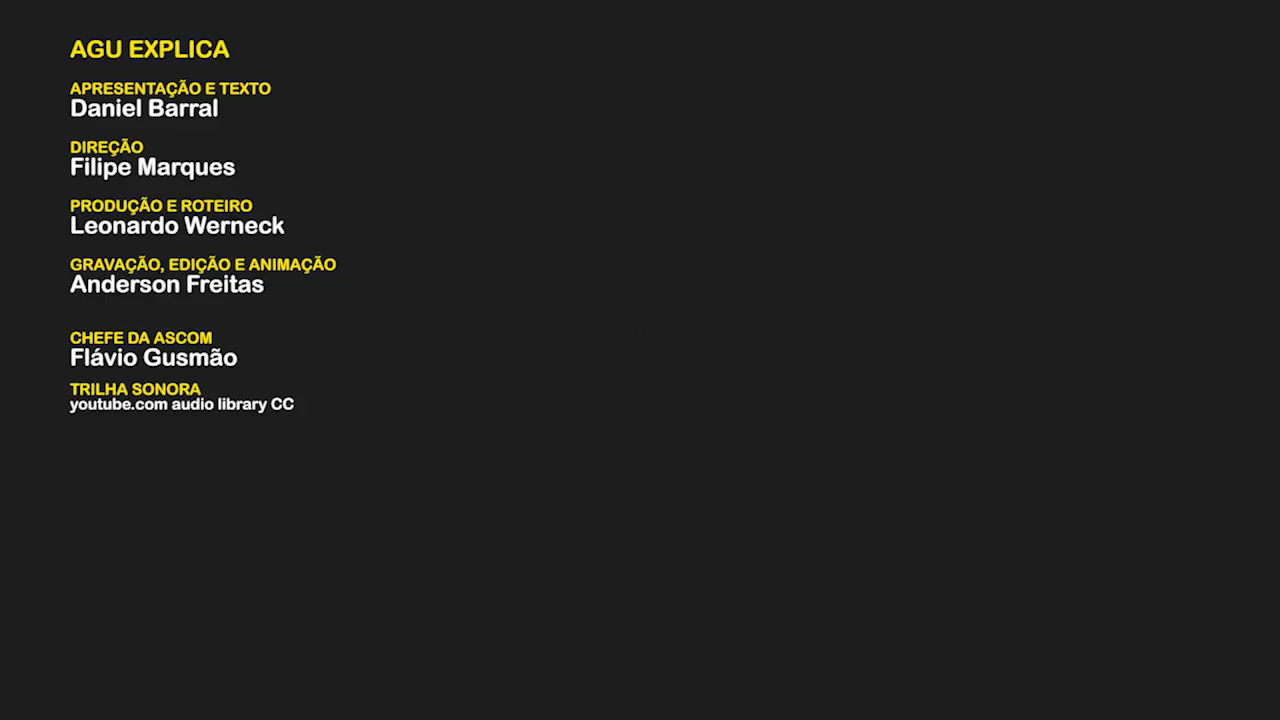 AGU EXPLICA
APRESENTAÇÃO E TEXTO
Daniel Barral
DIREÇÃO
Filipe Marques
PRODUÇÃO E ROTEIRO
Leonardo Werneck
GRAVAÇÃO, EDIÇÃO E ANIMAÇÃO
Anderson Freitas
CHEFE DA ASCOM
Flávio Gusmão
TRILHA SONORA
youtube.com audio library CC